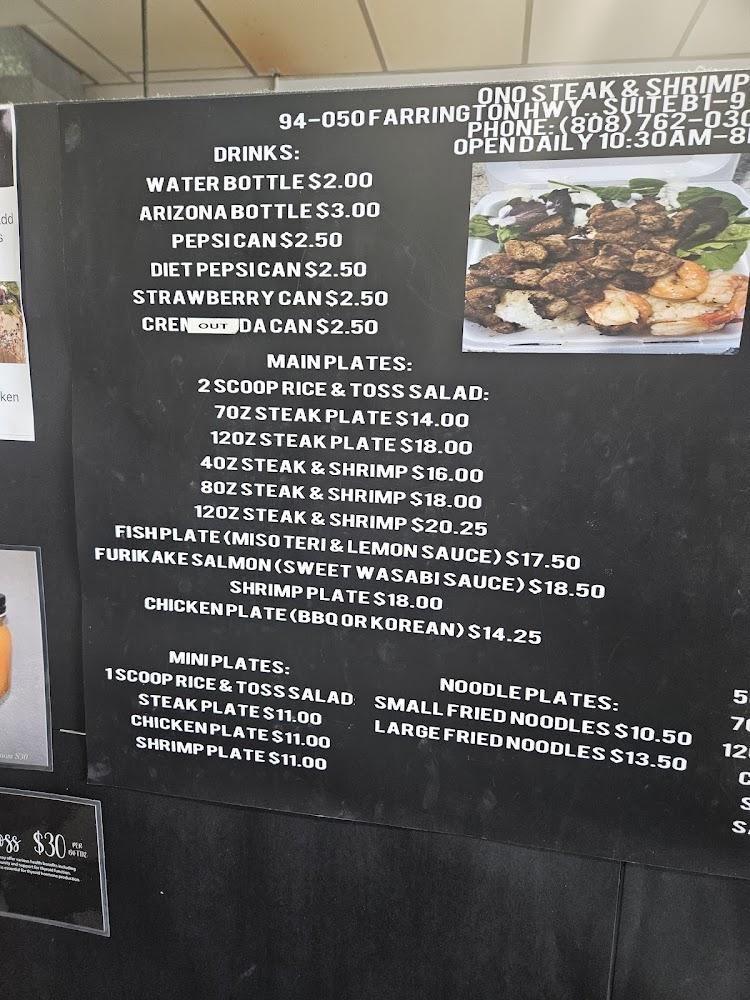 ONO STEAK & SHRIMP
94-050 FARRINGTON HWY, SUITE B1-9
PHONE: (808) 762-030
OPEN DAILY 10:30AM-8
DRINKS:
WATER BOTTLE $2.00
ARIZONA BOTTLE $3.00
PEPSI CAN $2.50
DIET PEPSI CAN $2.50
STRAWBERRY CAN $2.50
CREM OUT DA CAN $2.50
MAIN PLATES:
2 SCOOP RICE & TOSS SALAD:
7OZ STEAK PLATE $14.00
12OZ STEAK PLATE $18.00
4OZ STEAK & SHRIMP $16.00
8OZ STEAK & SHRIMP $18.00
12OZ STEAK & SHRIMP $20.25
FISH PLATE (MISO TERI & LEMON SAUCE) $17.50
FURIKAKE SALMON (SWEET WASABI SAUCE) $18.50
SHRIMP PLATE $18.00
CHICKEN PLATE (BBQ OR KOREAN) $14.25
MINI PLATES:
1 SCOOP RICE & TOSS SALAD
STEAK PLATE $11.00
CHICKEN PLATE $11.00
SHRIMP PLATE $11.00
NOODLE PLATES:
SMALL FRIED NOODLES $10.50
LARGE FRIED NOODLES $13.50
5
12
S
ken
$30 PER